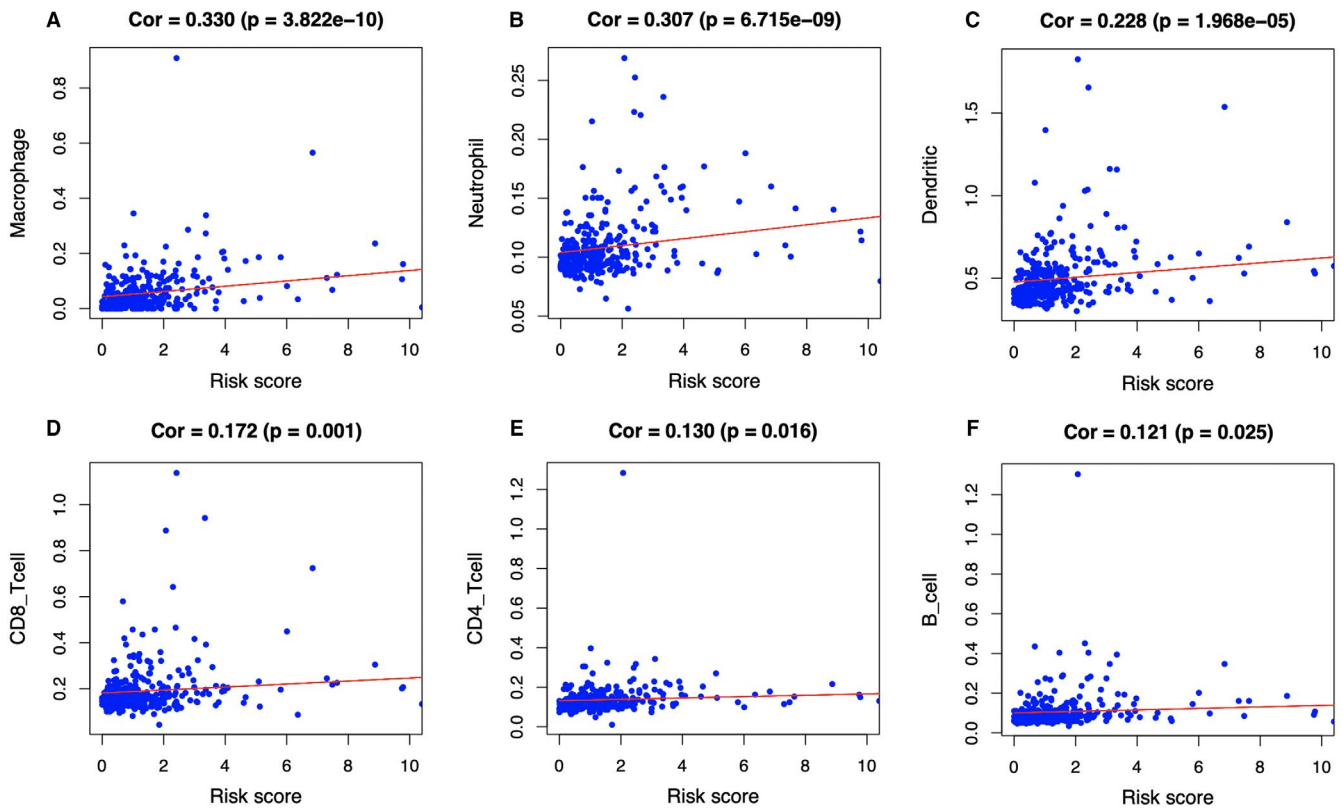 A Cor = 0.330 (p = 3.822e−10)
Macrophage
0.0 0.2 0.4 0.6 0.8
0 2 4 6 8 10
Risk score
B Cor = 0.307 (p = 6.715e−09)
Neutrophil
0.05 0.10 0.15 0.20 0.25
0 2 4 6 8 10
Risk score
C Cor = 0.228 (p = 1.968e−05)
Dendritic
0.5 1.0 1.5
0 2 4 6 8 10
Risk score
D Cor = 0.172 (p = 0.001)
CD8_Tcell
0.2 0.4 0.6 0.8 1.0
0 2 4 6 8 10
Risk score
E Cor = 0.130 (p = 0.016)
CD4_Tcell
0.0 0.2 0.4 0.6 0.8 1.0 1.2
0 2 4 6 8 10
Risk score
F Cor = 0.121 (p = 0.025)
B_cell
0.0 0.2 0.4 0.6 0.8 1.0 1.2
0 2 4 6 8 10
Risk score